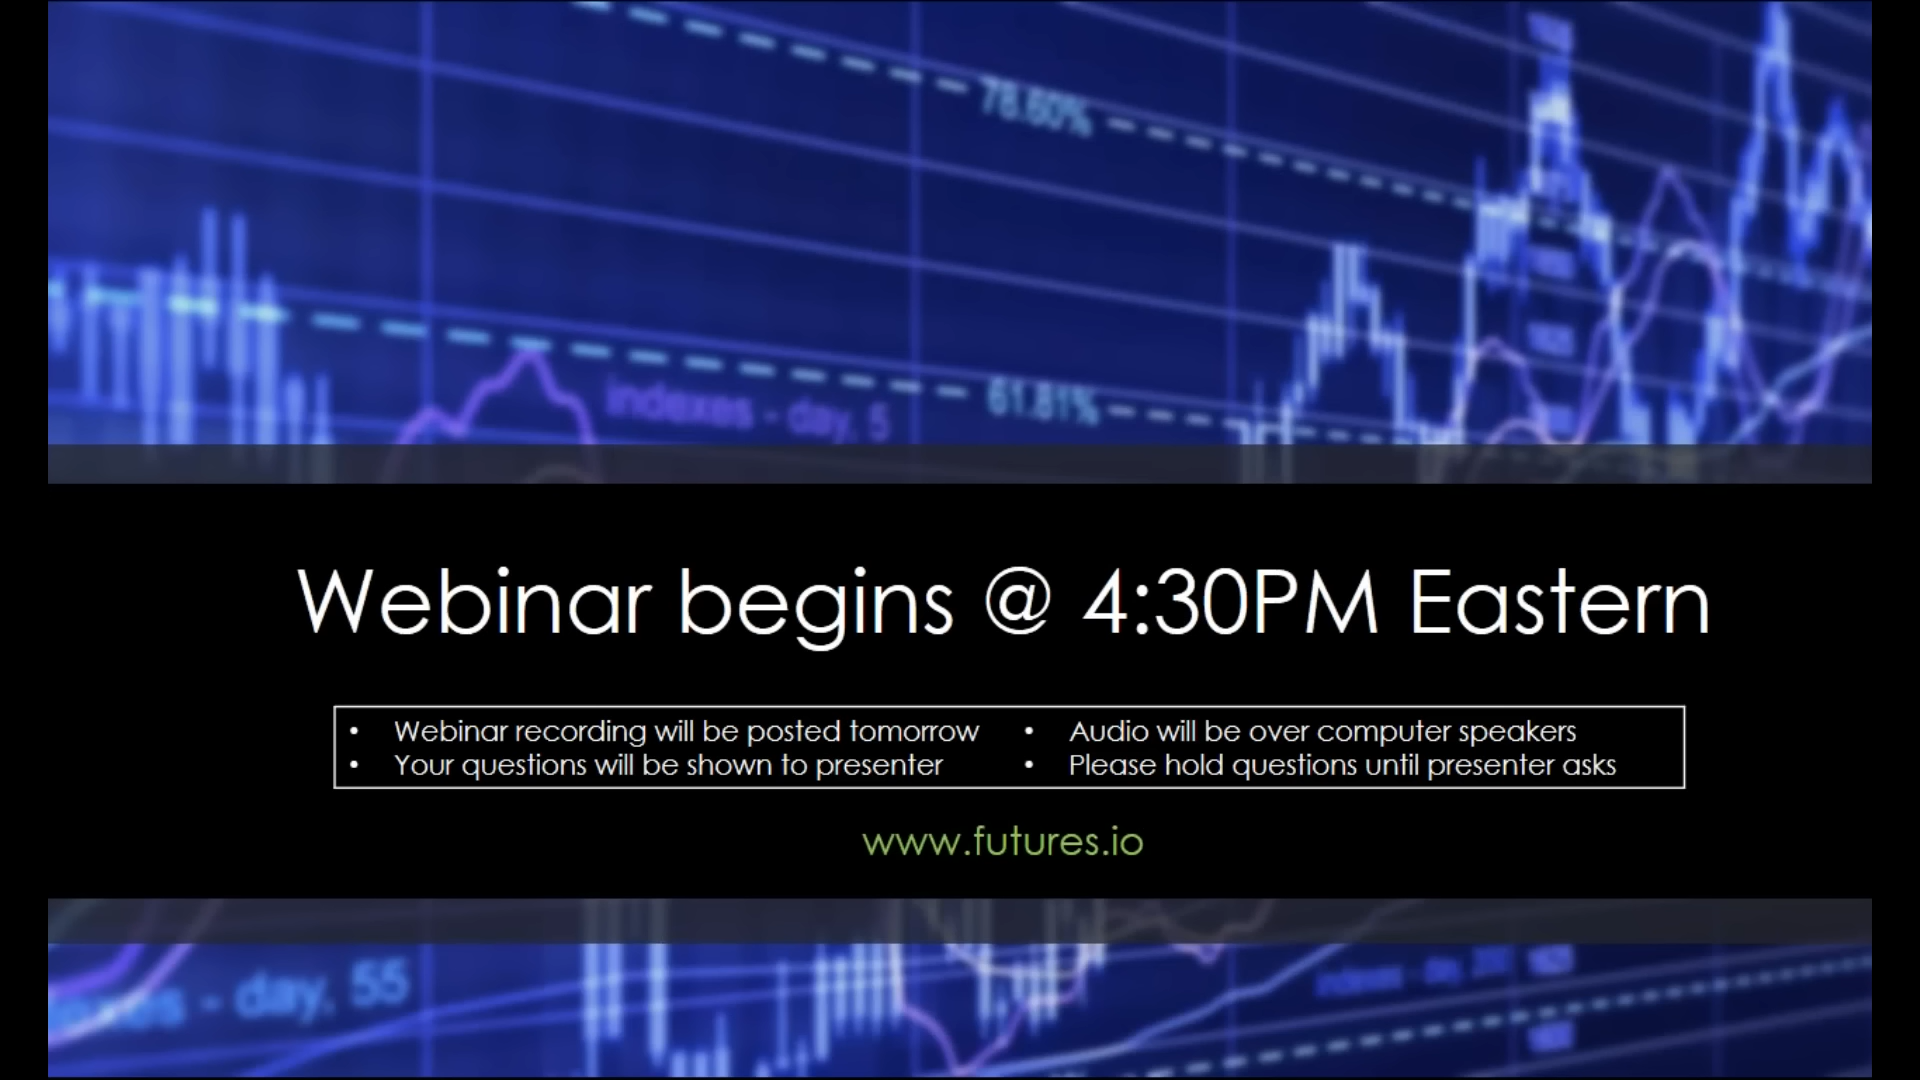 78.60%
indexes - day, 5
61.81%
Webinar begins @ 4:30PM Eastern
• Webinar recording will be posted tomorrow
• Your questions will be shown to presenter
• Audio will be over computer speakers
• Please hold questions until presenter asks
www.futures.io
- day, 55
indexes - day